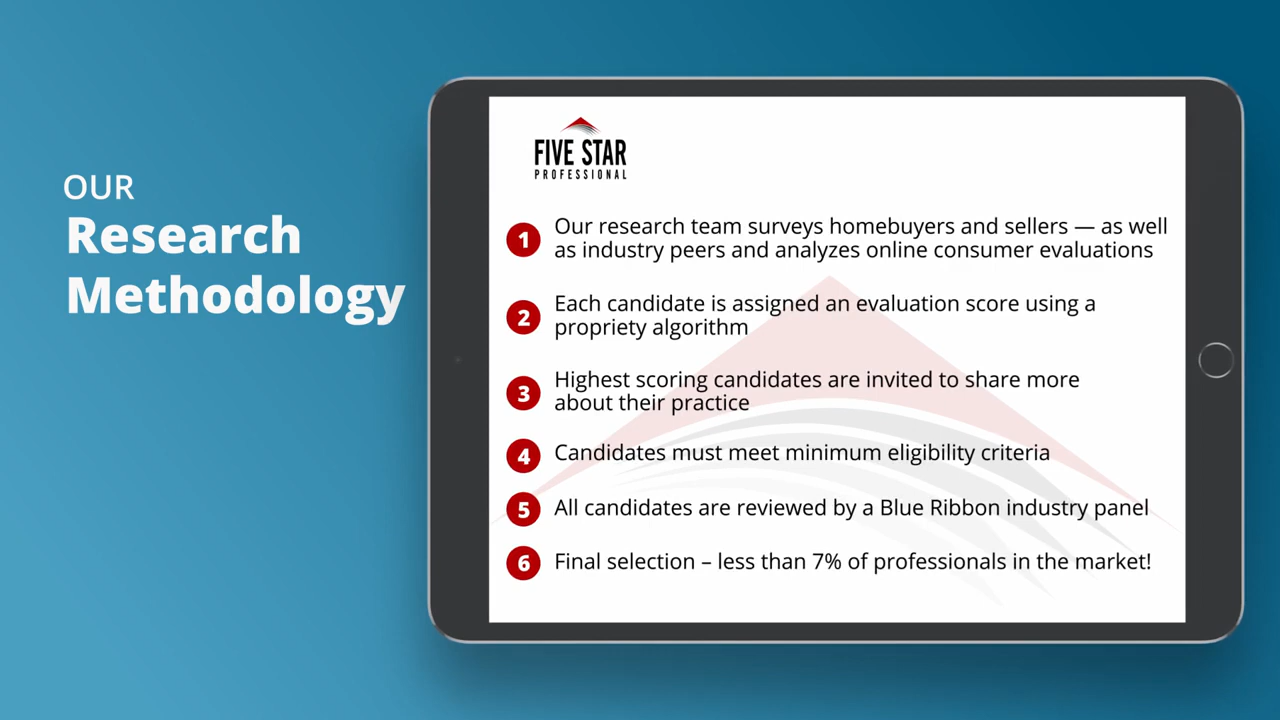 OUR
Research
Methodology
FIVE STAR
PROFESSIONAL
1
Our research team surveys homebuyers and sellers — as well
as industry peers and analyzes online consumer evaluations
2
Each candidate is assigned an evaluation score using a
propriety algorithm
3
Highest scoring candidates are invited to share more
about their practice
4
Candidates must meet minimum eligibility criteria
5
All candidates are reviewed by a Blue Ribbon industry panel
6
Final selection – less than 7% of professionals in the market!